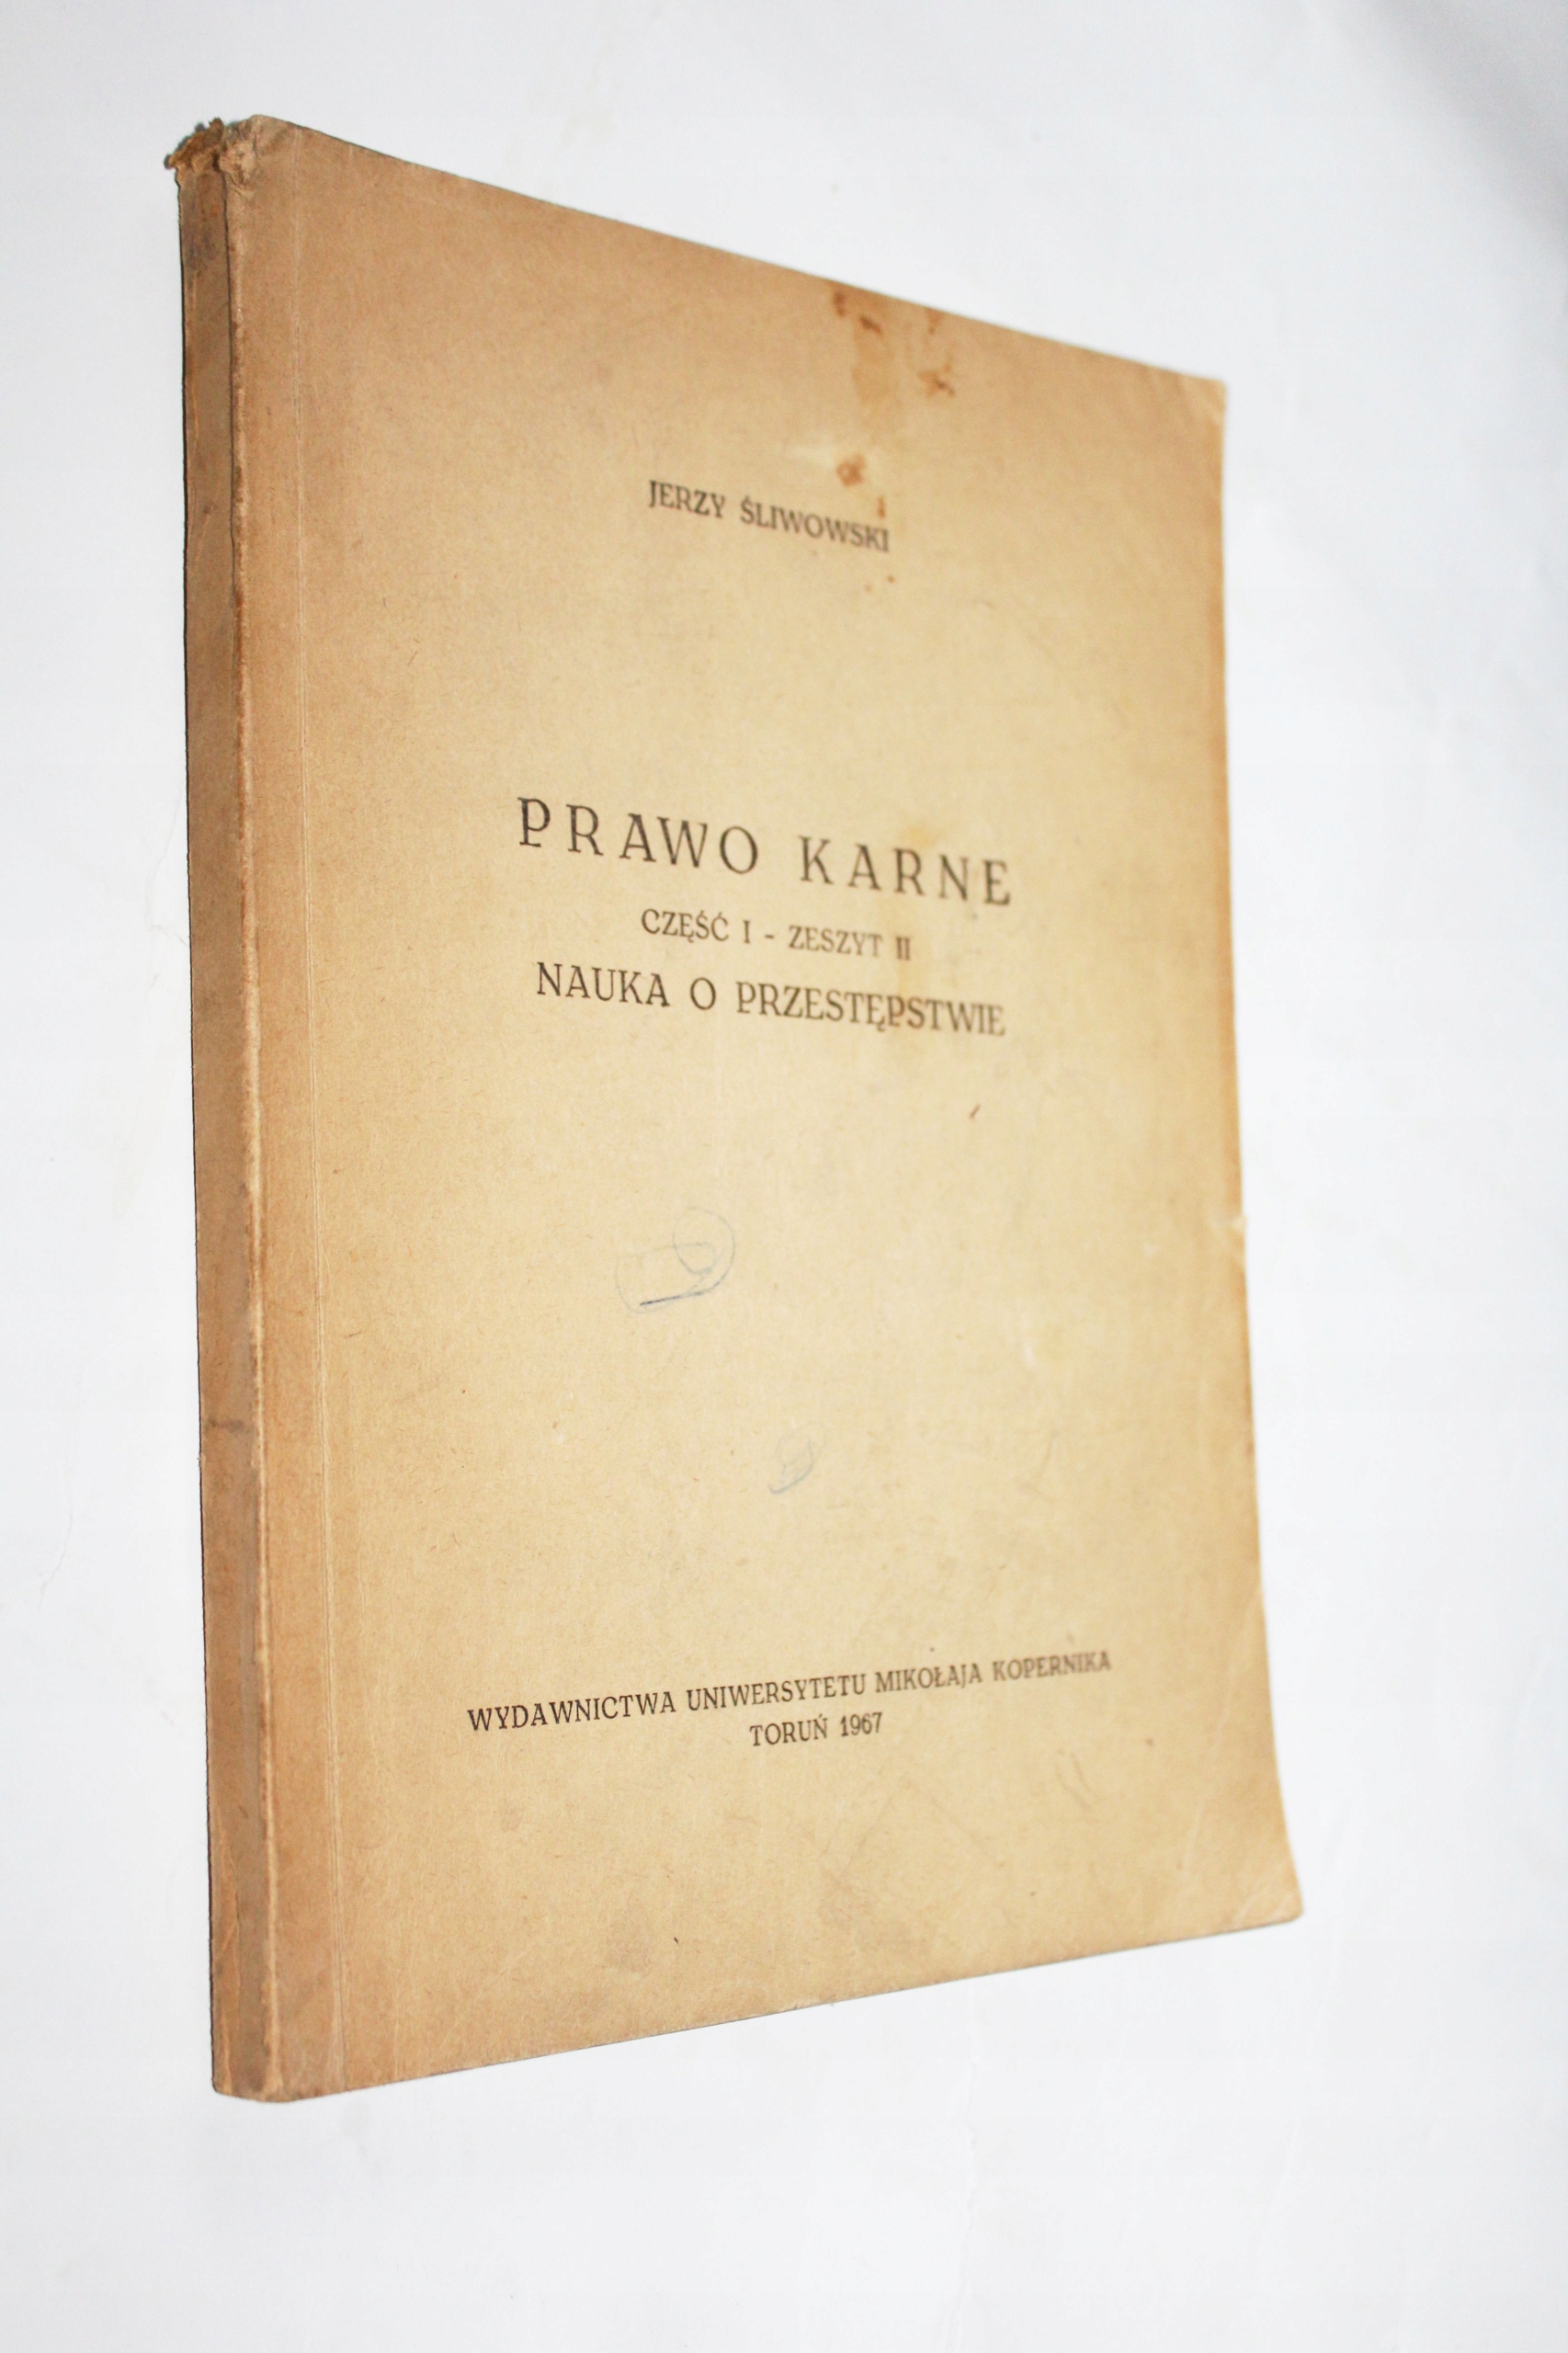 JERZY ŚLIWOWSKI
PRAWO KARNE
CZĘŚĆ I - ZESZYT II
NAUKA O PRZESTĘPSTWIE
WYDAWNICTWA UNIWERSYTETU MIKOŁAJA KOPERNIKA
TORUŃ 1967